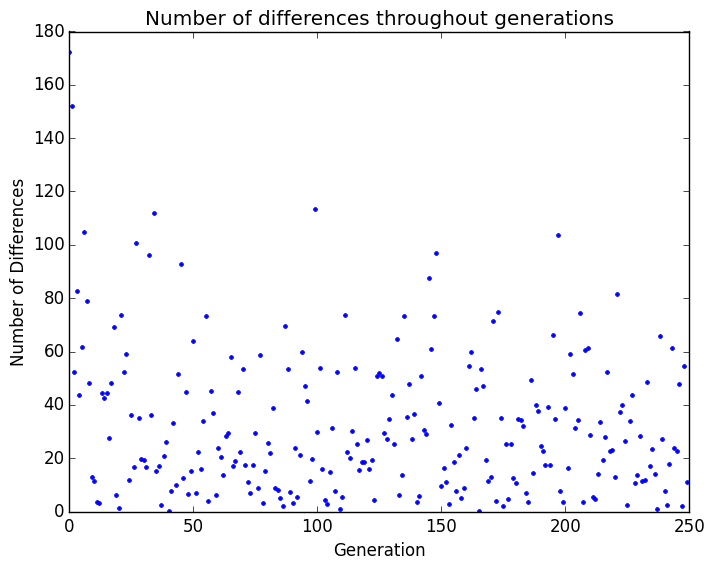 Number of differences throughout generations
180
160
140
120
100
80
60
40
20
0
Number of Differences
0 50 100 150 200 250
Generation